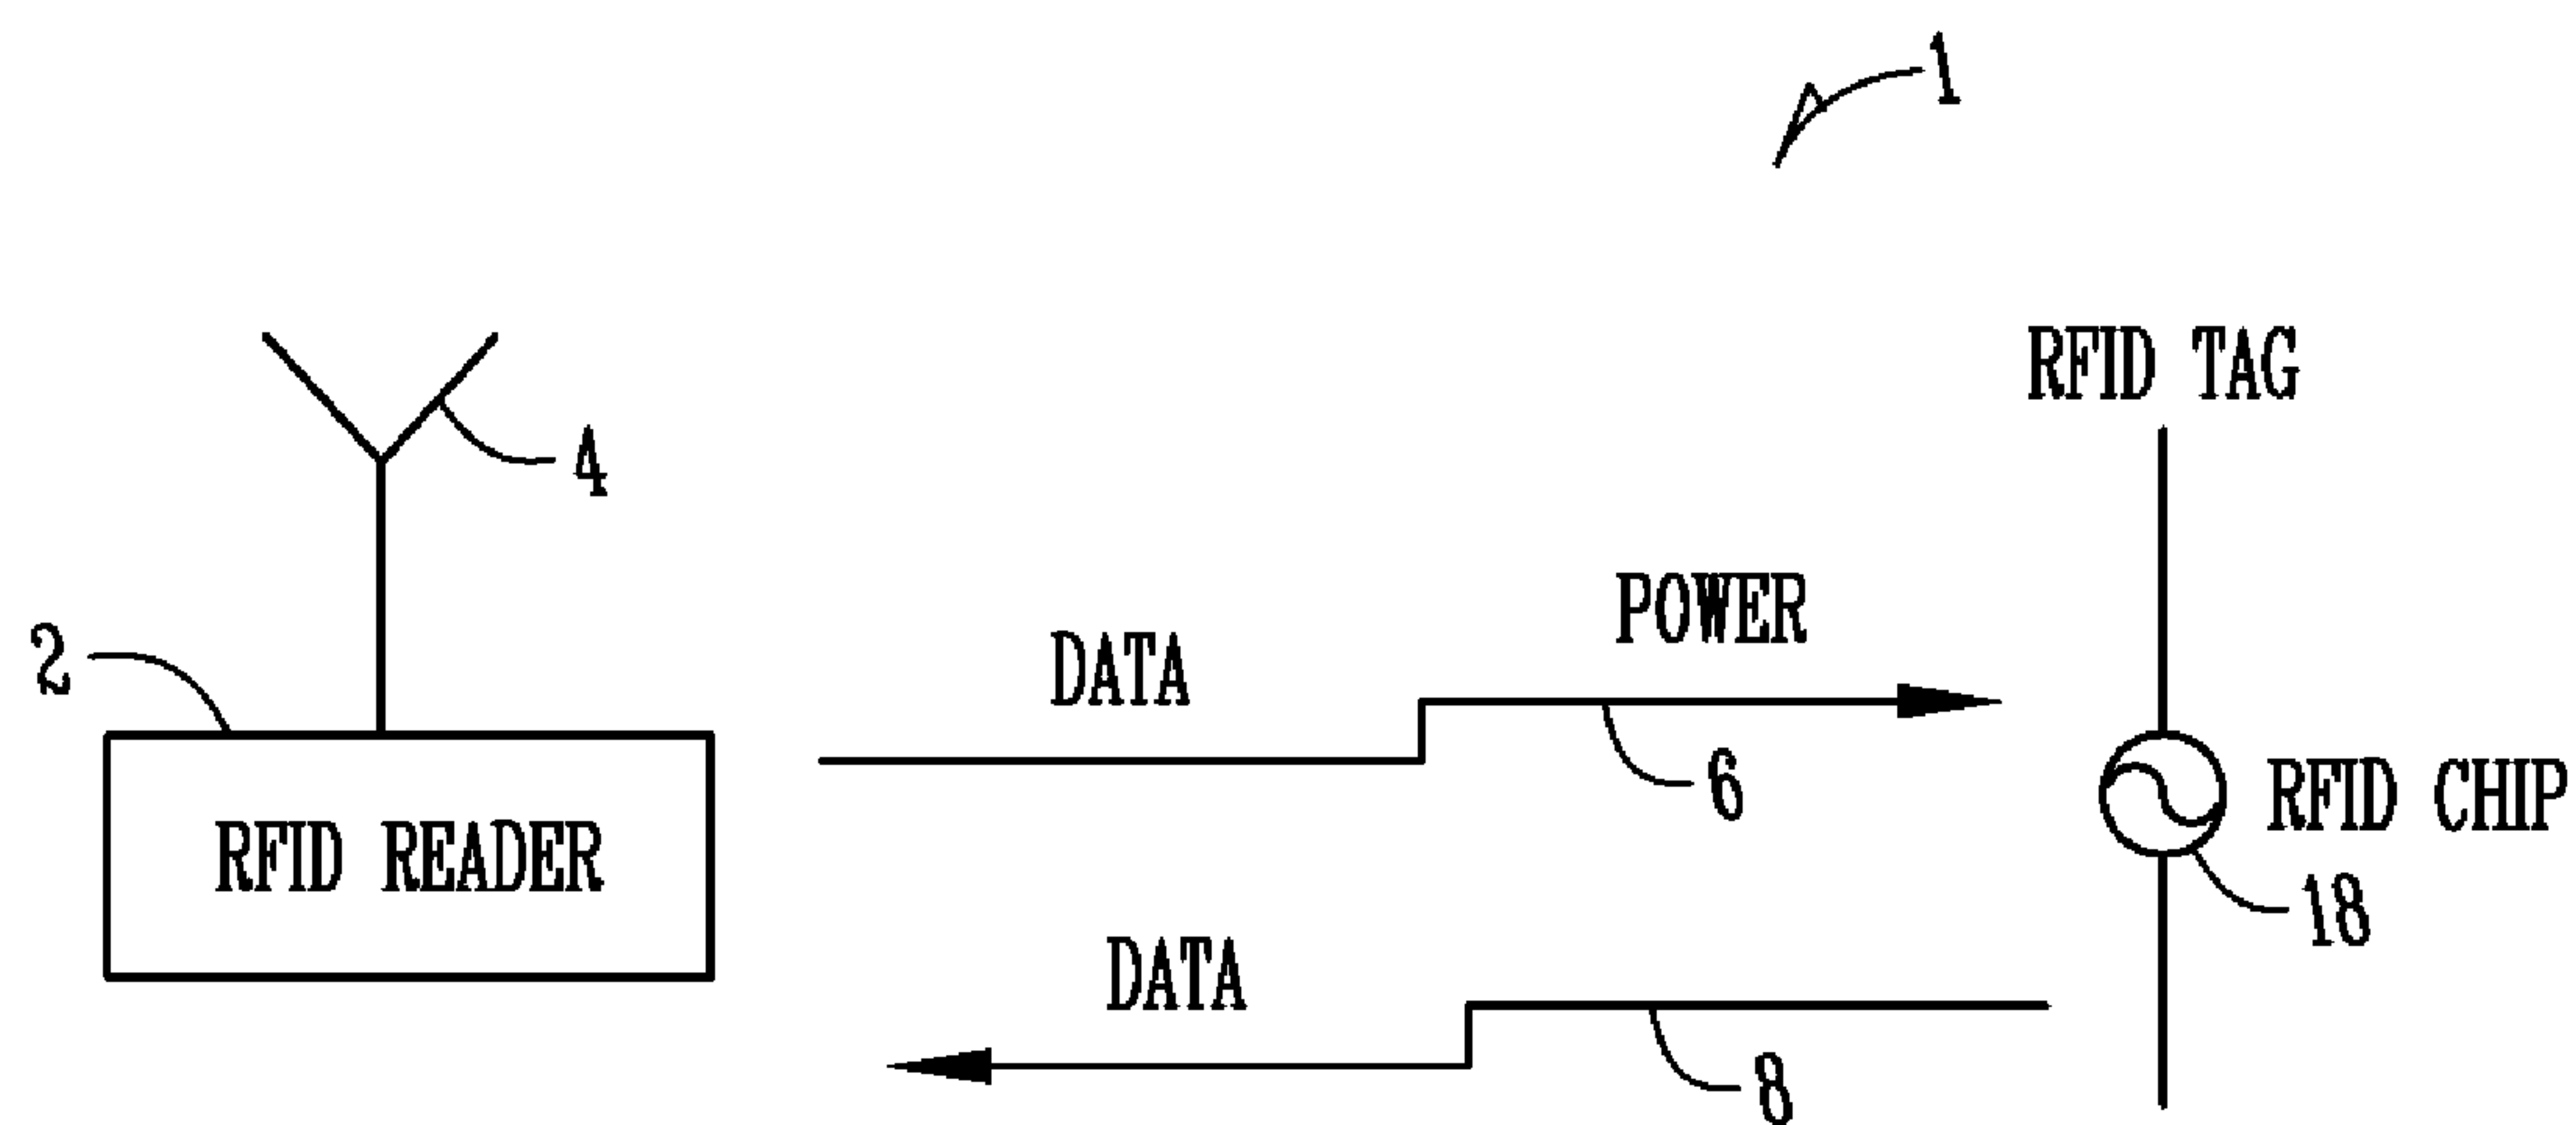 1
RFID TAG
4
POWER
DATA
2
6
RFID CHIP
RFID READER
18
DATA
8